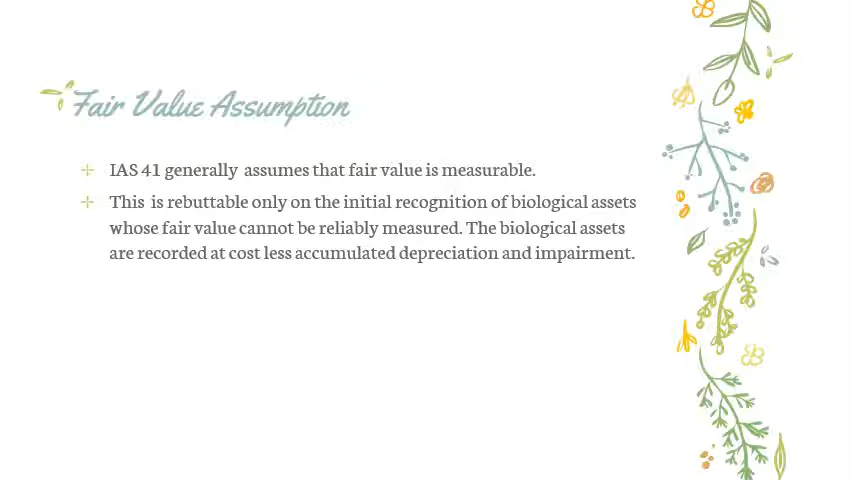 Fair Value Assumption
IAS 41 generally assumes that fair value is measurable.
This is rebuttable only on the initial recognition of biological assets
whose fair value cannot be reliably measured. The biological assets
are recorded at cost less accumulated depreciation and impairment.